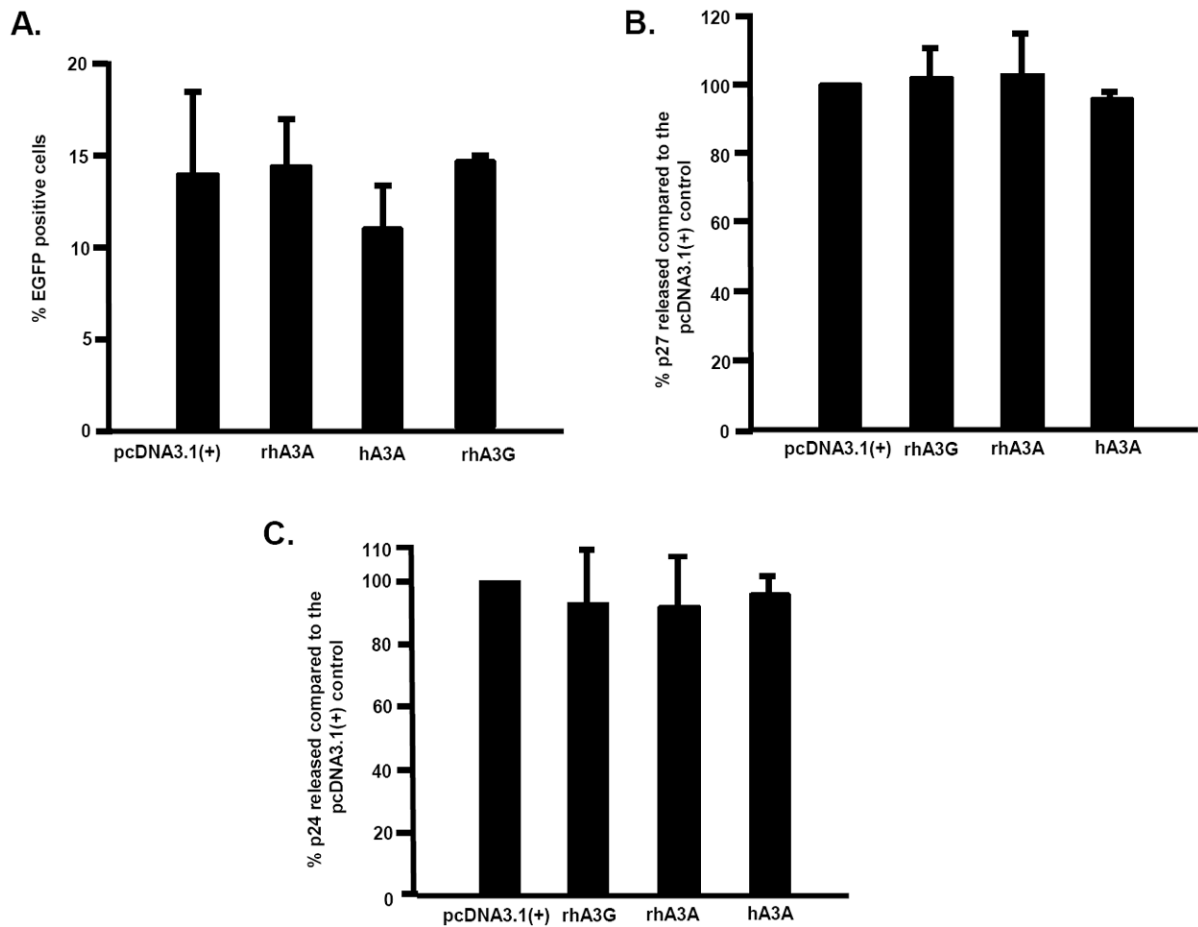 A.
20
15
10
5
0
% EGFP positive cells
pcDNA3.1(+) rhA3A hA3A rhA3G
B.
120
100
80
60
40
20
0
% p27 released compared to the
pcDNA3.1(+) control
pcDNA3.1(+) rhA3G rhA3A hA3A
C.
110
100
80
60
40
20
0
% p24 released compared to the
pcDNA3.1(+) control
pcDNA3.1(+) rhA3G rhA3A hA3A